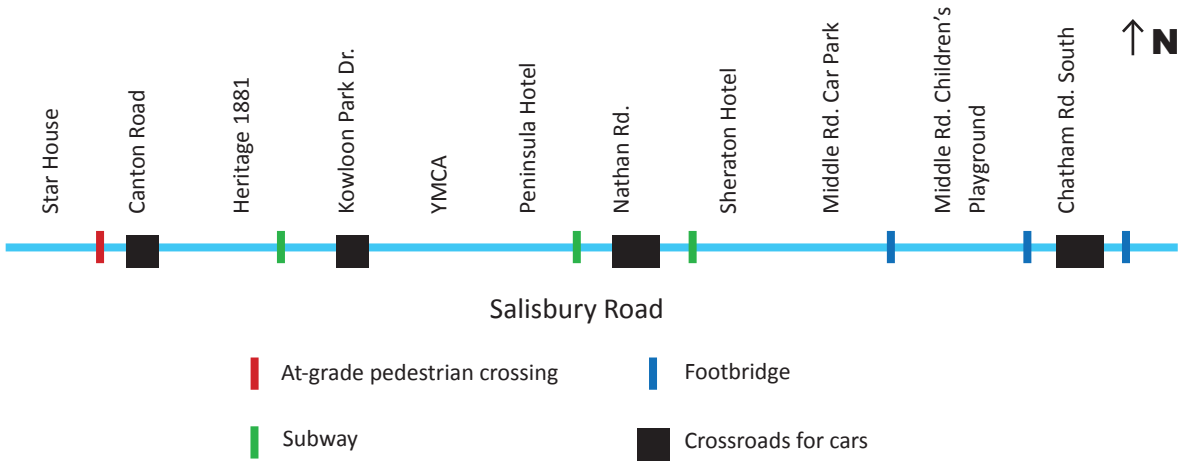 Star House
Canton Road
Heritage 1881
Kowloon Park Dr.
YMCA
Peninsula Hotel
Nathan Rd.
Sheraton Hotel
Middle Rd. Car Park
Middle Rd. Children's
Playground
Chatham Rd. South
N
Salisbury Road
At-grade pedestrian crossing
Footbridge
Subway
Crossroads for cars